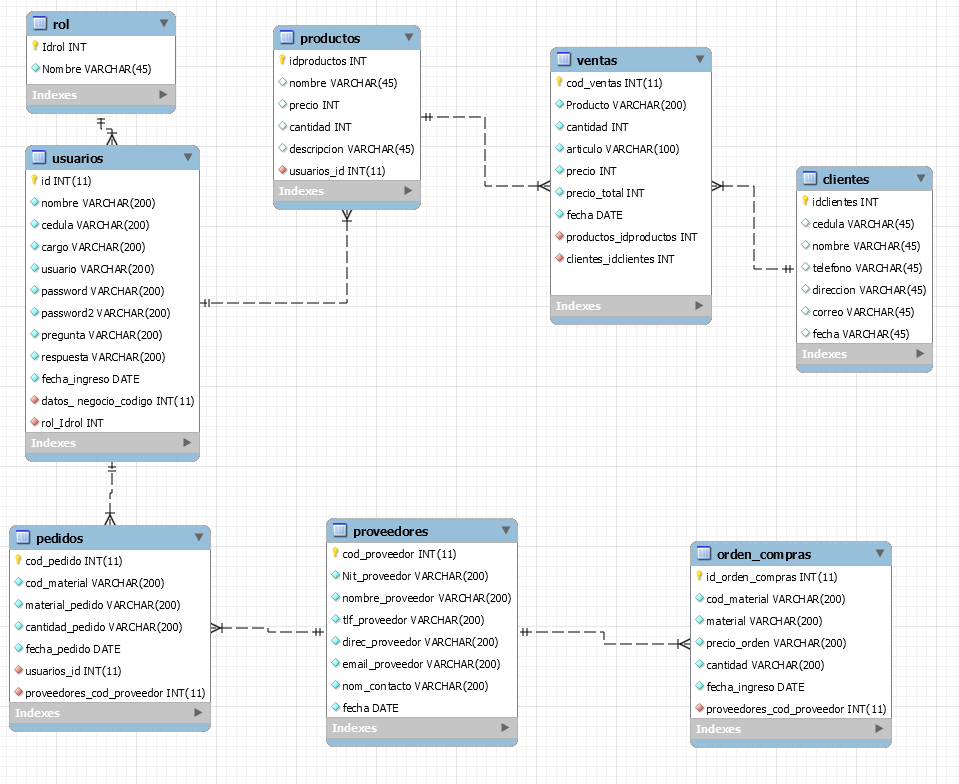 rol
Idrol INT
Nombre VARCHAR(45)
Indexes
productos
idproductos INT
nombre VARCHAR(45)
precio INT
cantidad INT
descripcion VARCHAR(45)
usuarios_id INT(11)
Indexes
ventas
cod_ventas INT(11)
Producto VARCHAR(200)
cantidad INT
articulo VARCHAR(100)
precio INT
precio_total INT
fecha DATE
productos_idproductos INT
clientes_idclientes INT
Indexes
clientes
idclientes INT
cedula VARCHAR(45)
nombre VARCHAR(45)
telefono VARCHAR(45)
direccion VARCHAR(45)
correo VARCHAR(45)
fecha VARCHAR(45)
Indexes
usuarios
id INT(11)
nombre VARCHAR(200)
cedula VARCHAR(200)
cargo VARCHAR(200)
usuario VARCHAR(200)
password VARCHAR(200)
password2 VARCHAR(200)
pregunta VARCHAR(200)
respuesta VARCHAR(200)
fecha_ingreso DATE
datos_ negocio_codigo INT(11)
rol_Idrol INT
Indexes
pedidos
cod_pedido INT(11)
cod_material VARCHAR(200)
material_pedido VARCHAR(200)
cantidad_pedido VARCHAR(200)
fecha_pedido DATE
usuarios_id INT(11)
proveedores_cod_proveedor INT(11)
Indexes
proveedores
cod_proveedor INT(11)
Nit_proveedor VARCHAR(200)
nombre_proveedor VARCHAR(200)
tlf_proveedor VARCHAR(200)
direc_proveedor VARCHAR(200)
email_proveedor VARCHAR(200)
nom_contacto VARCHAR(200)
fecha DATE
Indexes
orden_compras
id_orden_compras INT(11)
cod_material VARCHAR(200)
material VARCHAR(200)
precio_orden VARCHAR(200)
cantidad VARCHAR(200)
fecha_ingreso DATE
proveedores_cod_proveedor INT(11)
Indexes